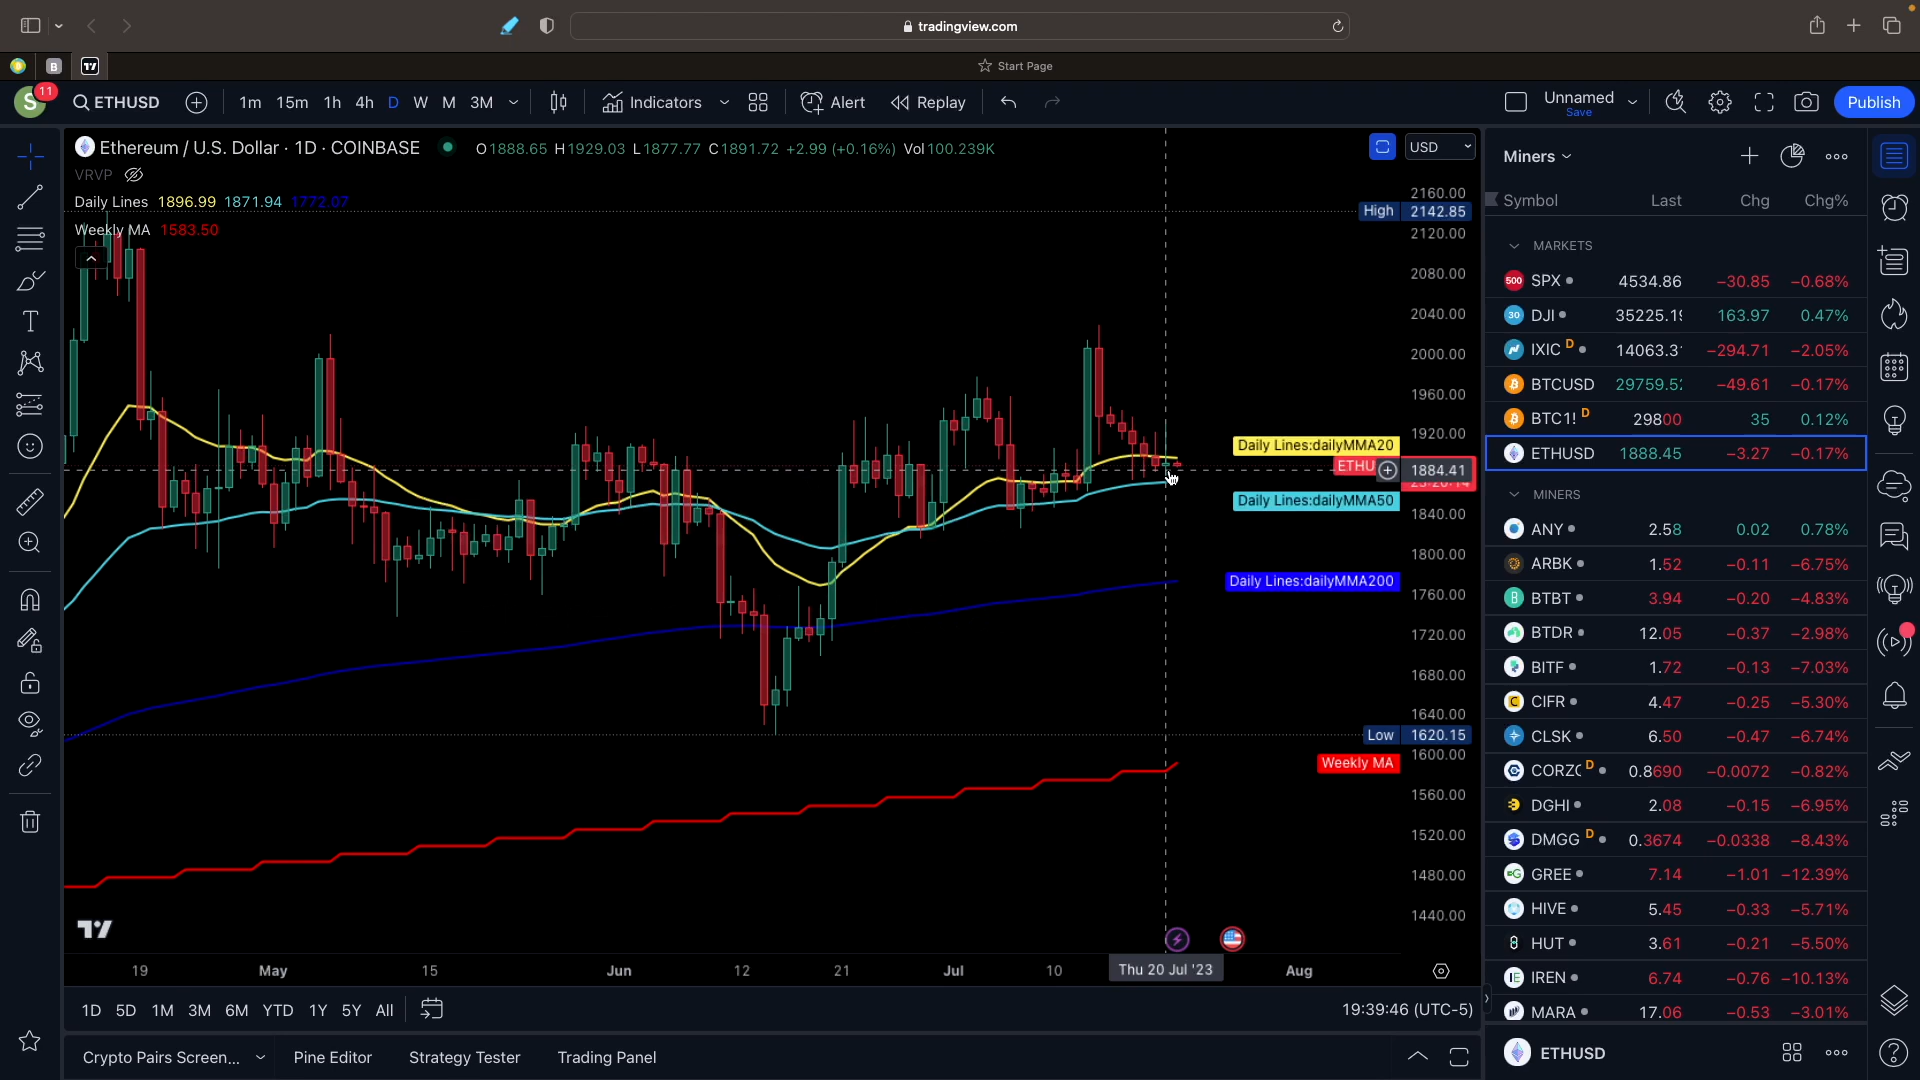 tradingview.com
B
Start Page
S 11 ETHUSD 1m 15m 1h 4h D W M 3M Indicators Alert Replay Unnamed Save Publish
Ethereum / U.S. Dollar · 1D · COINBASE O1888.65 H1929.03 L1877.77 C1891.72 +2.99 (+0.16%) Vol100.239K
USD
VRVP
Daily Lines 1896.99 1871.94 1772.07
Weekly MA 1583.50
2160.00
High 2142.85
2120.00
2080.00
2040.00
2000.00
1960.00
1920.00
Daily Lines:dailyMMA20
ETHU 1884.41
Daily Lines:dailyMMA50
1840.00
1800.00
Daily Lines:dailyMMA200
1760.00
1720.00
1680.00
1640.00
Low 1620.15
1600.00
Weekly MA
1560.00
1520.00
1480.00
1440.00
19 May 15 Jun 12 21 Jul 10 Thu 20 Jul '23 Aug
1D 5D 1M 3M 6M YTD 1Y 5Y All 19:39:46 (UTC-5)
Crypto Pairs Screen... Pine Editor Strategy Tester Trading Panel
Miners
Symbol Last Chg Chg%
MARKETS
500 SPX 4534.86 −30.85 −0.68%
30 DJI 35225.19 163.97 0.47%
IXIC D 14063.3 −294.71 −2.05%
BTCUSD 29759.52 −49.61 −0.17%
BTC1! D 29800 35 0.12%
ETHUSD 1888.45 −3.27 −0.17%
MINERS
ANY 2.58 0.02 0.78%
ARBK 1.52 −0.11 −6.75%
BTBT 3.94 −0.20 −4.83%
BTDR 12.05 −0.37 −2.98%
BITF 1.72 −0.13 −7.03%
CIFR 4.47 −0.25 −5.30%
CLSK 6.50 −0.47 −6.74%
CORZ D 0.8690 −0.0072 −0.82%
DGHI 2.08 −0.15 −6.95%
DMGG D 0.3674 −0.0338 −8.43%
GREE 7.14 −1.01 −12.39%
HIVE 5.45 −0.33 −5.71%
HUT 3.61 −0.21 −5.50%
IREN 6.74 −0.76 −10.13%
MARA 17.06 −0.53 −3.01%
ETHUSD